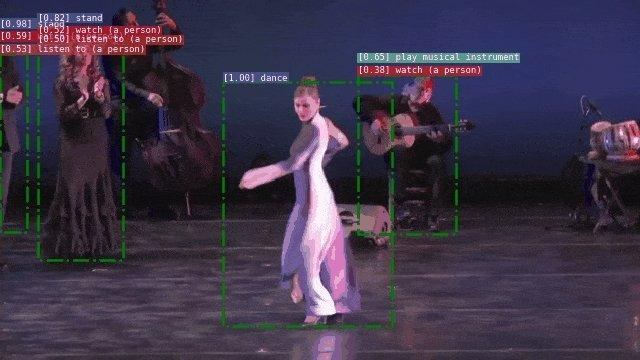 [0.82] stand
[0.98] stand
[0.52] watch (a person)
[0.59]
[0.50] listen to (a person)
[0.53] listen to (a person)
[1.00] dance
[0.65] play musical instrument
[0.38] watch (a person)